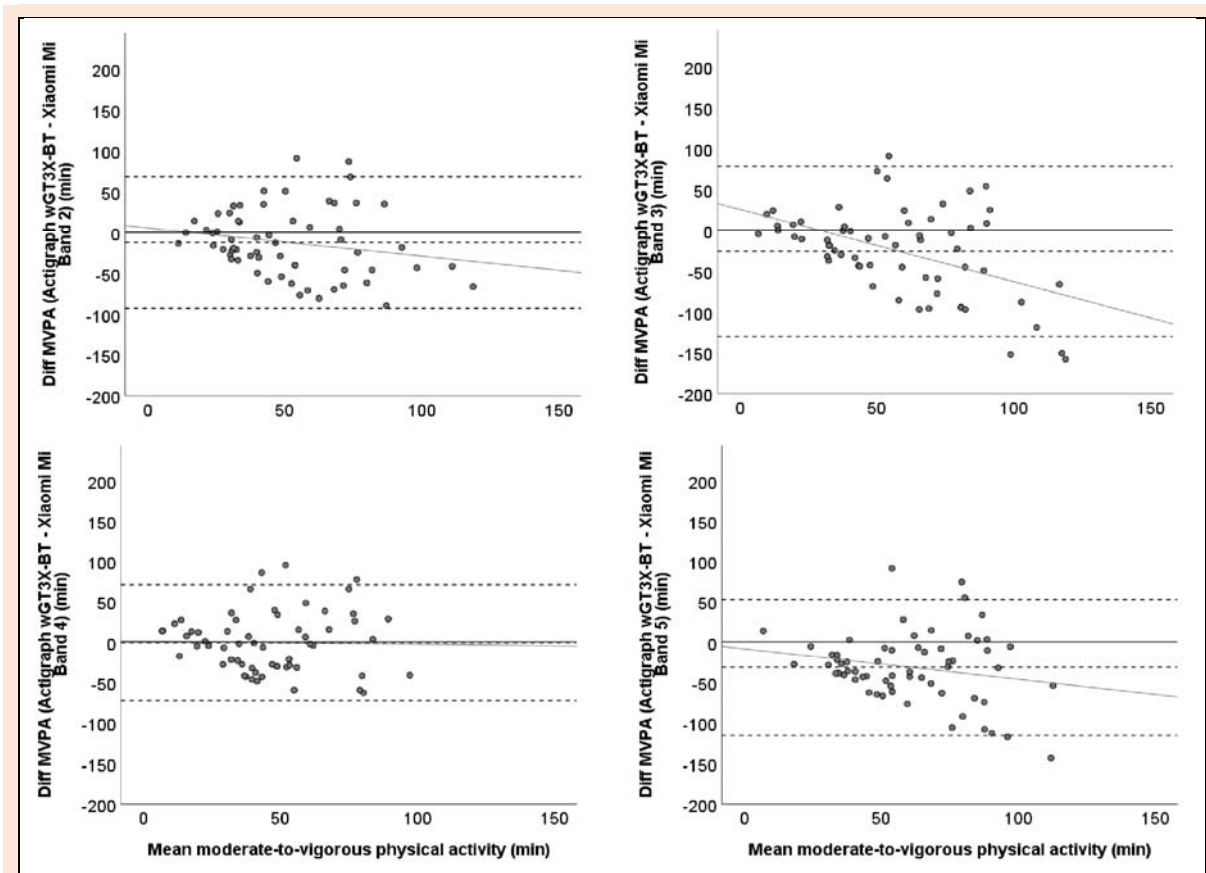 Diff MVPA (Actigraph wGT3X-BT - Xiaomi Mi
Band 2) (min)
200
150
100
50
0
-50
-100
-150
-200
0 50 100 150
Diff MVPA (Actigraph wGT3X-BT - Xiaomi Mi
Band 3) (min)
200
150
100
50
0
-50
-100
-150
-200
0 50 100 150
Diff MVPA (Actigraph wGT3X-BT - Xiaomi Mi
Band 4) (min)
200
150
100
50
0
-50
-100
-150
-200
0 50 100 150
Mean moderate-to-vigorous physical activity (min)
Diff MVPA (Actigraph wGT3X-BT - Xiaomi Mi
Band 5) (min)
200
150
100
50
0
-50
-100
-150
-200
0 50 100 150
Mean moderate-to-vigorous physical activity (min)